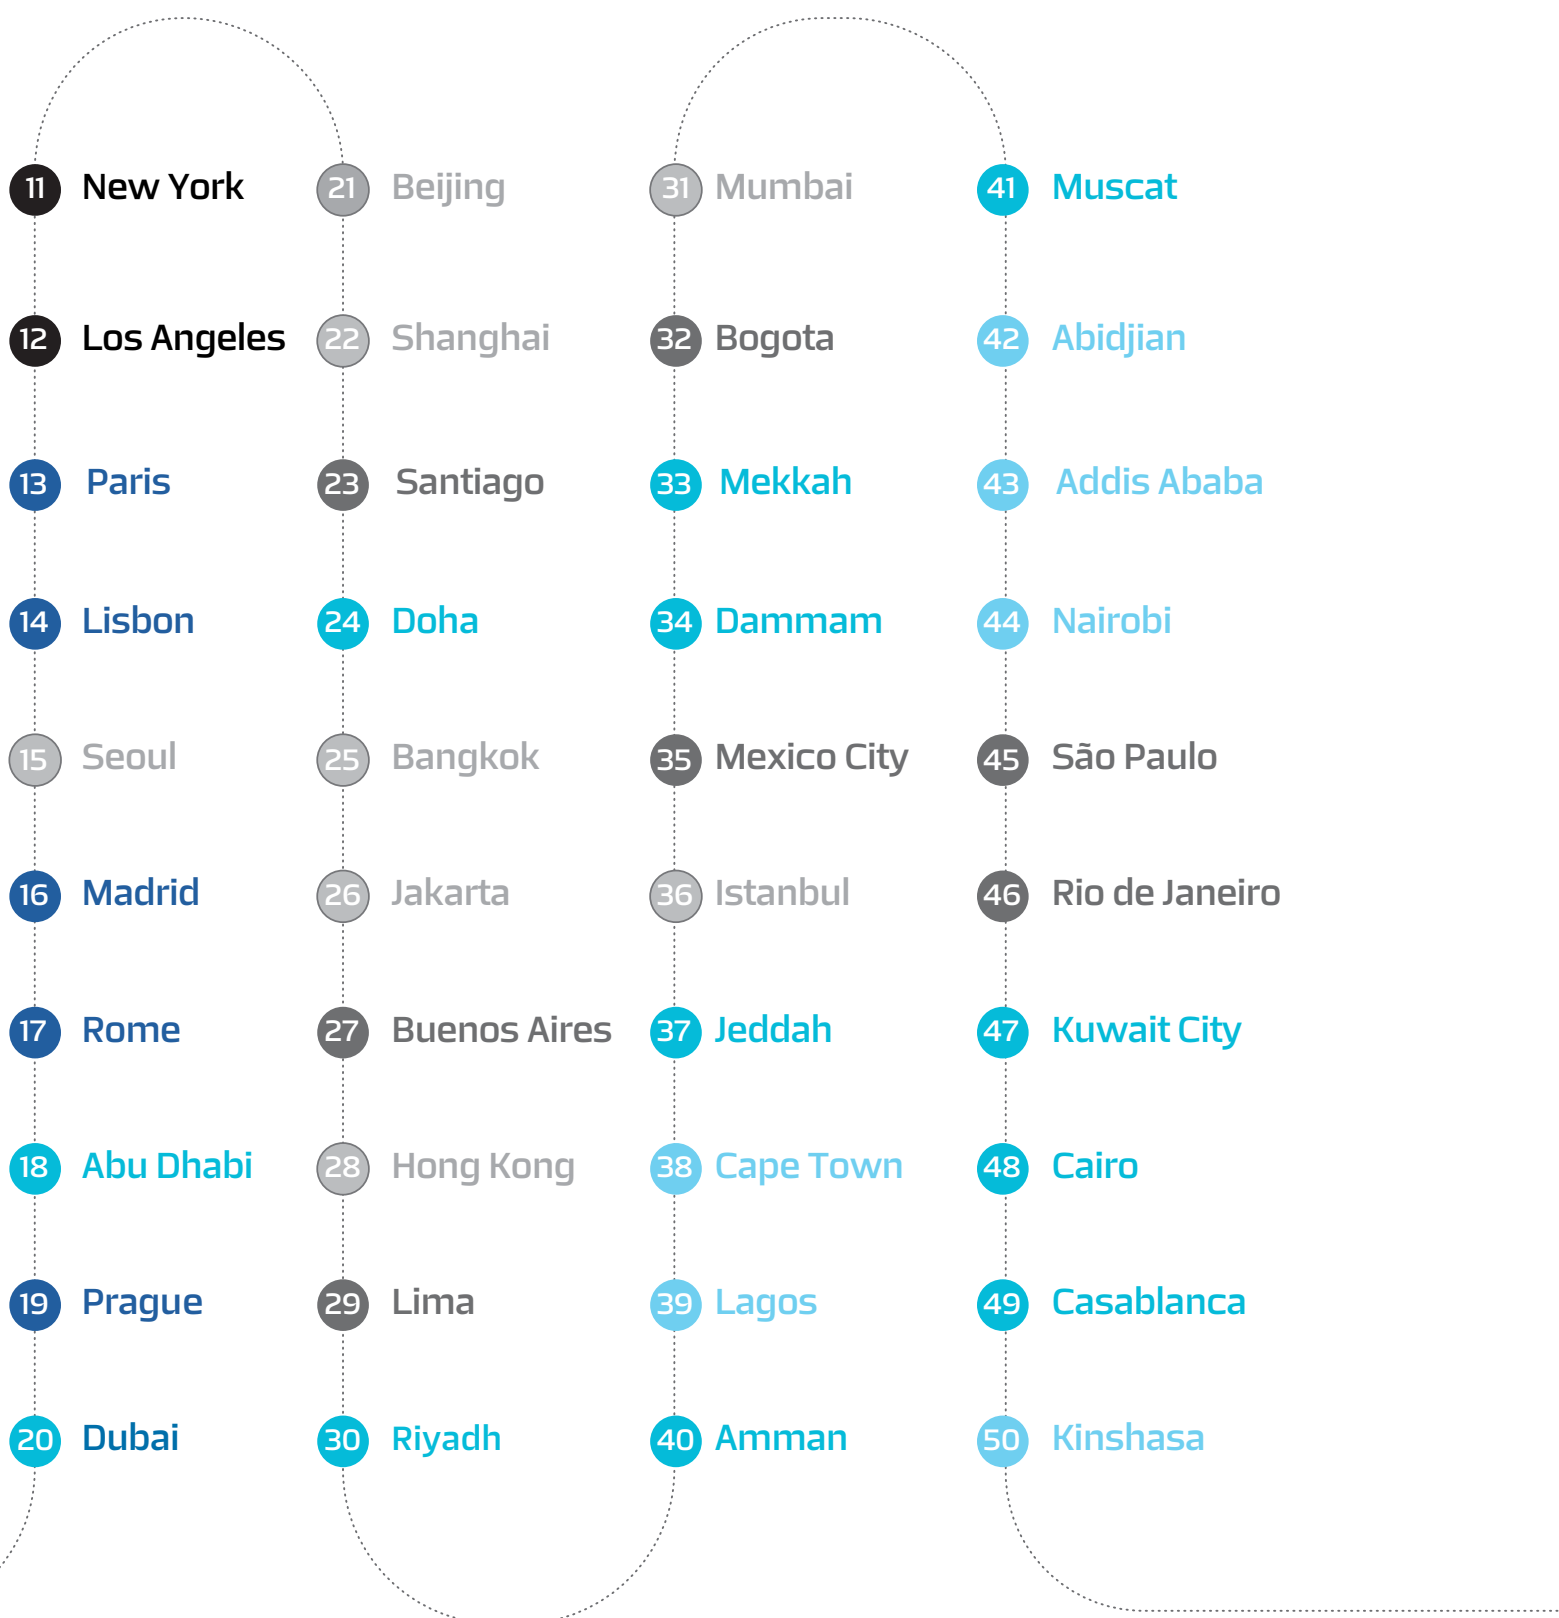 11 New York
12 Los Angeles
13 Paris
14 Lisbon
15 Seoul
16 Madrid
17 Rome
18 Abu Dhabi
19 Prague
20 Dubai
21 Beijing
22 Shanghai
23 Santiago
24 Doha
25 Bangkok
26 Jakarta
27 Buenos Aires
28 Hong Kong
29 Lima
30 Riyadh
31 Mumbai
32 Bogota
33 Mekkah
34 Dammam
35 Mexico City
36 Istanbul
37 Jeddah
38 Cape Town
39 Lagos
40 Amman
41 Muscat
42 Abidjian
43 Addis Ababa
44 Nairobi
45 São Paulo
46 Rio de Janeiro
47 Kuwait City
48 Cairo
49 Casablanca
50 Kinshasa